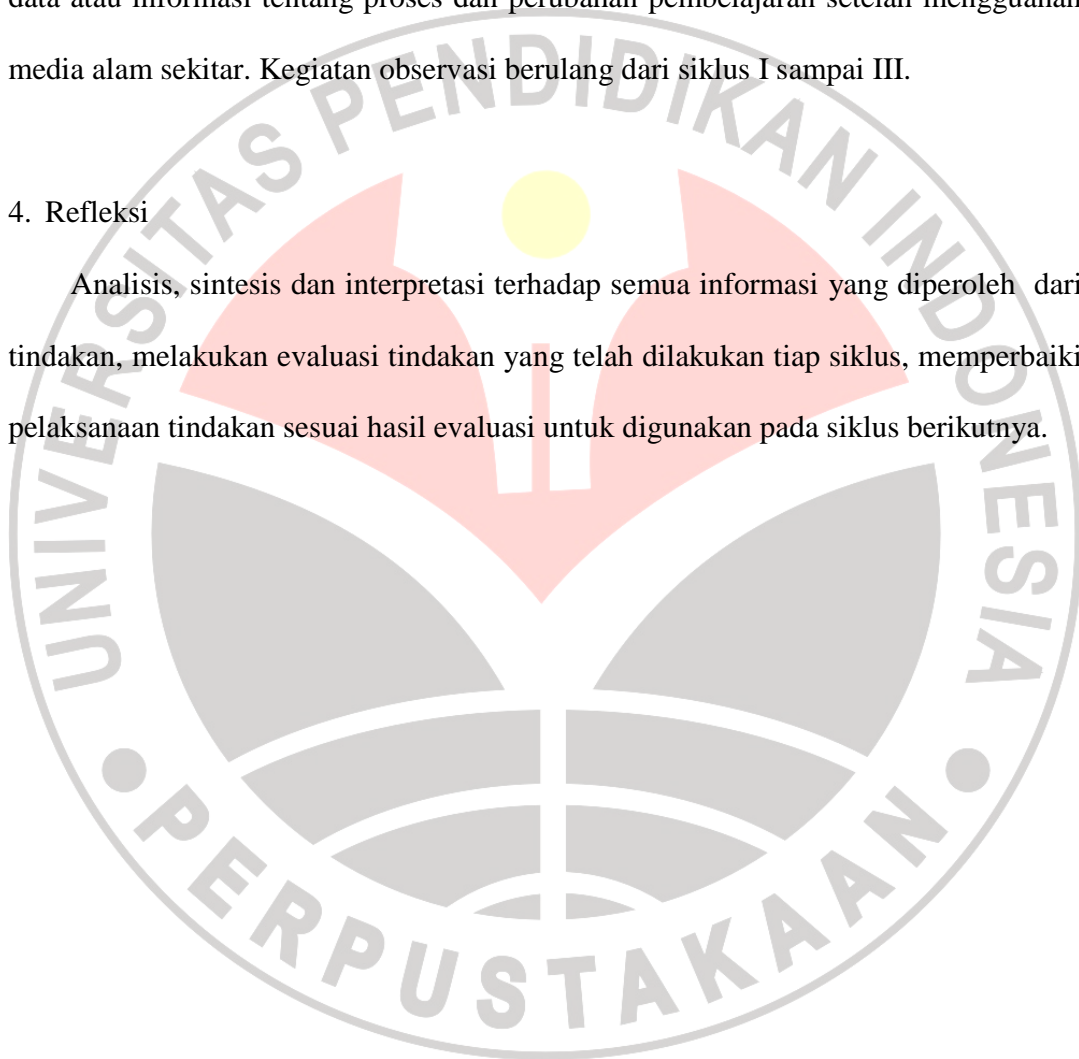 data atau informasi tentang proses dan perubahan pembelajaran setelah mengguanan
media alam sekitar. Kegiatan observasi berulang dari siklus I sampai III.
4. Refleksi
Analisis, sintesis dan interpretasi terhadap semua informasi yang diperoleh dari
tindakan, melakukan evaluasi tindakan yang telah dilakukan tiap siklus, memperbaiki
pelaksanaan tindakan sesuai hasil evaluasi untuk digunakan pada siklus berikutnya.
UNIVERSITAS PENDIDIKAN INDONESIA
PERPUSTAKAAN